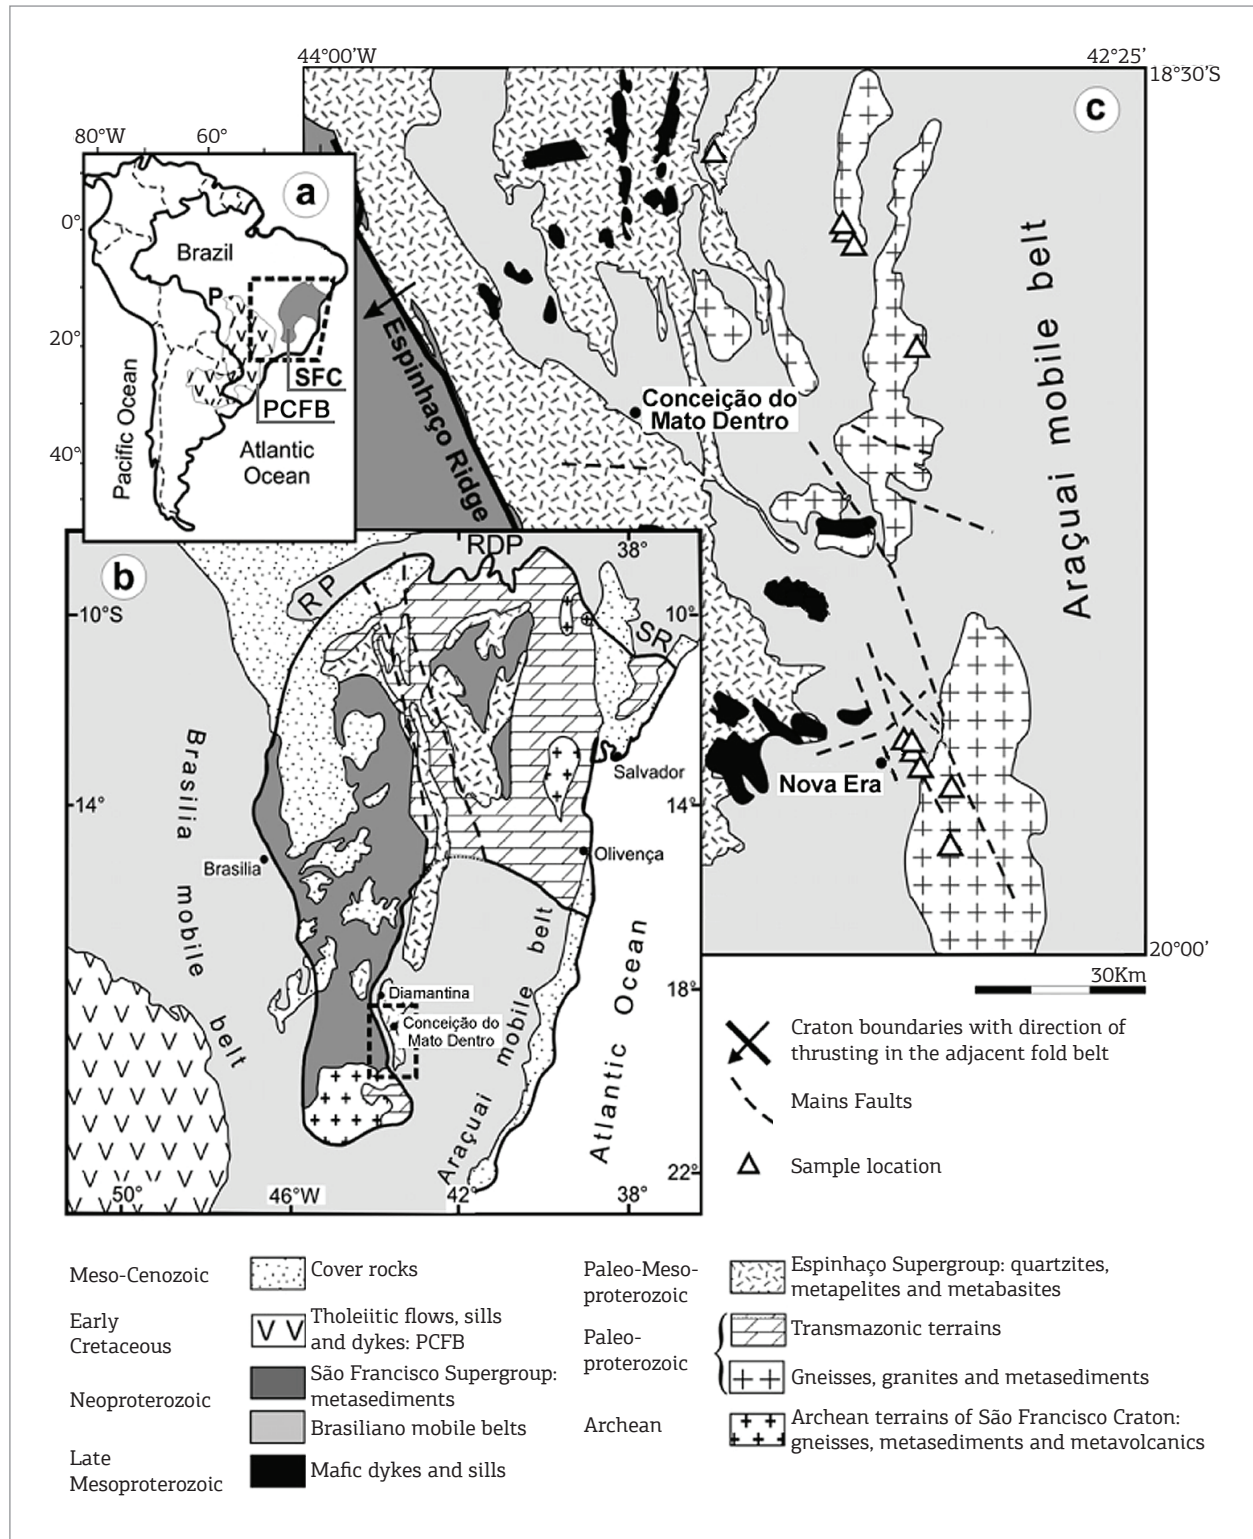 44°00'W
42°25'
18°30'S
c
80°W
60°
a
0°
Brazil
P
20°
SFC
PCFB
40°
Pacific Ocean
Atlantic
Ocean
Espinhaço Ridge
Conceição do
Mato Dentro
Araçuai mobile belt
Nova Era
20°00'
30Km
b
RDP
38°
RP
10°S
10°
SR
Salvador
14°
14°
Brasilia mobile belt
Brasilia
Olivença
Diamantina
18°
Conceição do
Mato Dentro
Araçuai mobile belt
Atlantic Ocean
22°
50°
46°W
42°
38°
Craton boundaries with direction of
thrusting in the adjacent fold belt
Mains Faults
Sample location
Meso-Cenozoic
Cover rocks
Early
Cretaceous
V V
Tholeiitic flows, sills
and dykes: PCFB
Neoproterozoic
São Francisco Supergroup:
metasediments
Brasiliano mobile belts
Late
Mesoproterozoic
Mafic dykes and sills
Paleo-Meso-
proterozoic
Espinhaço Supergroup: quartzites,
metapelites and metabasites
Paleo-
proterozoic
Transmazonic terrains
Gneisses, granites and metasediments
Archean
Archean terrains of São Francisco Craton:
gneisses, metasediments and metavolcanics